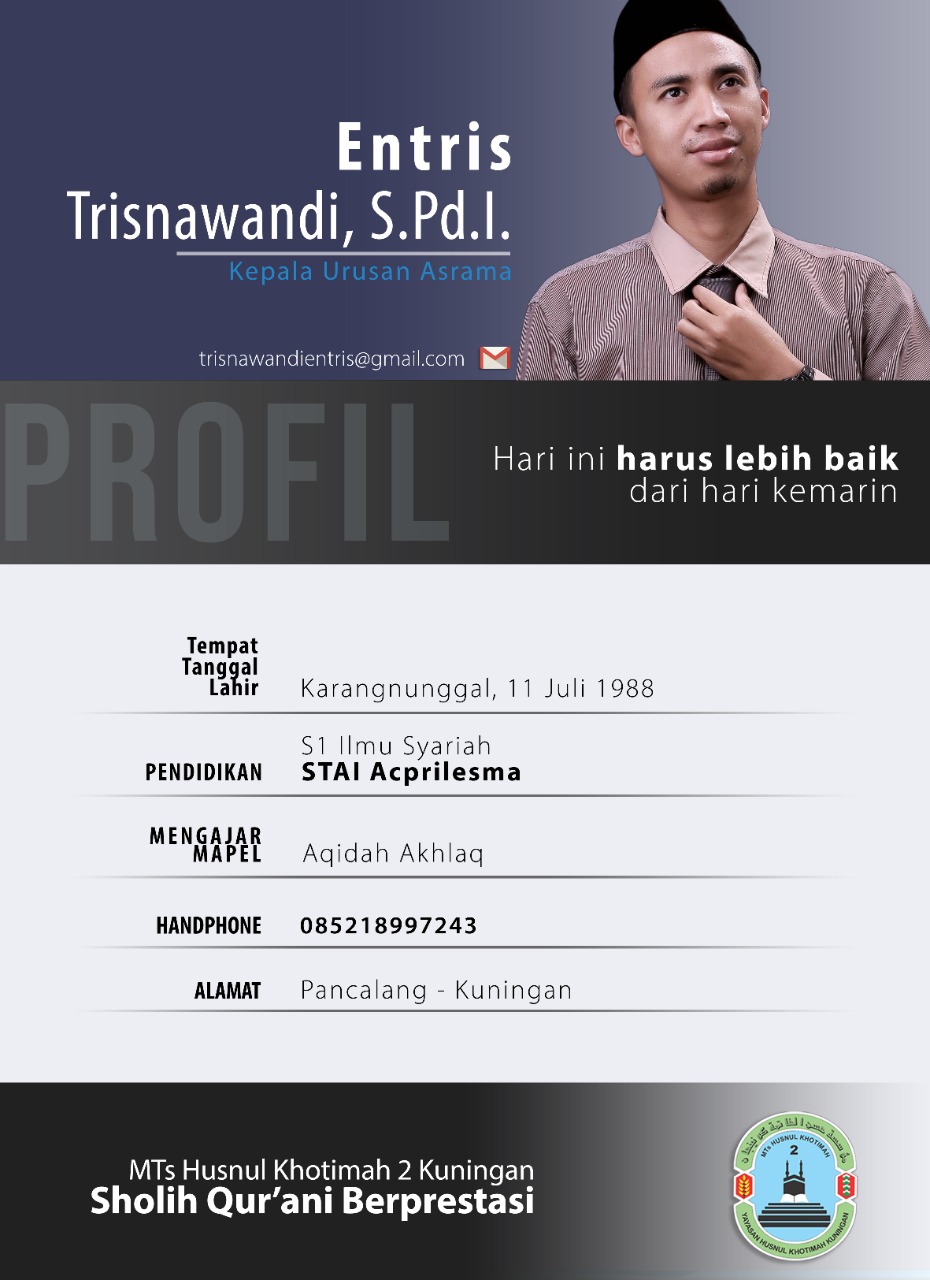 Entris
Trisnawandi, S.Pd.I.
Kepala Urusan Asrama
trisnawandientris@gmail.com
PROFIL
Hari ini harus lebih baik
dari hari kemarin
Tempat
Tanggal
Lahir
Karangnunggal, 11 Juli 1988
S1 Ilmu Syariah
PENDIDIKAN STAI Acprilesma
MENGAJAR
MAPEL Aqidah Akhlaq
HANDPHONE 085218997243
ALAMAT Pancalang - Kuningan
MTs Husnul Khotimah 2 Kuningan
Sholih Qur’ani Berprestasi
MTs HUSNUL KHOTIMAH
2
YAYASAN HUSNUL KHOTIMAH KUNINGAN